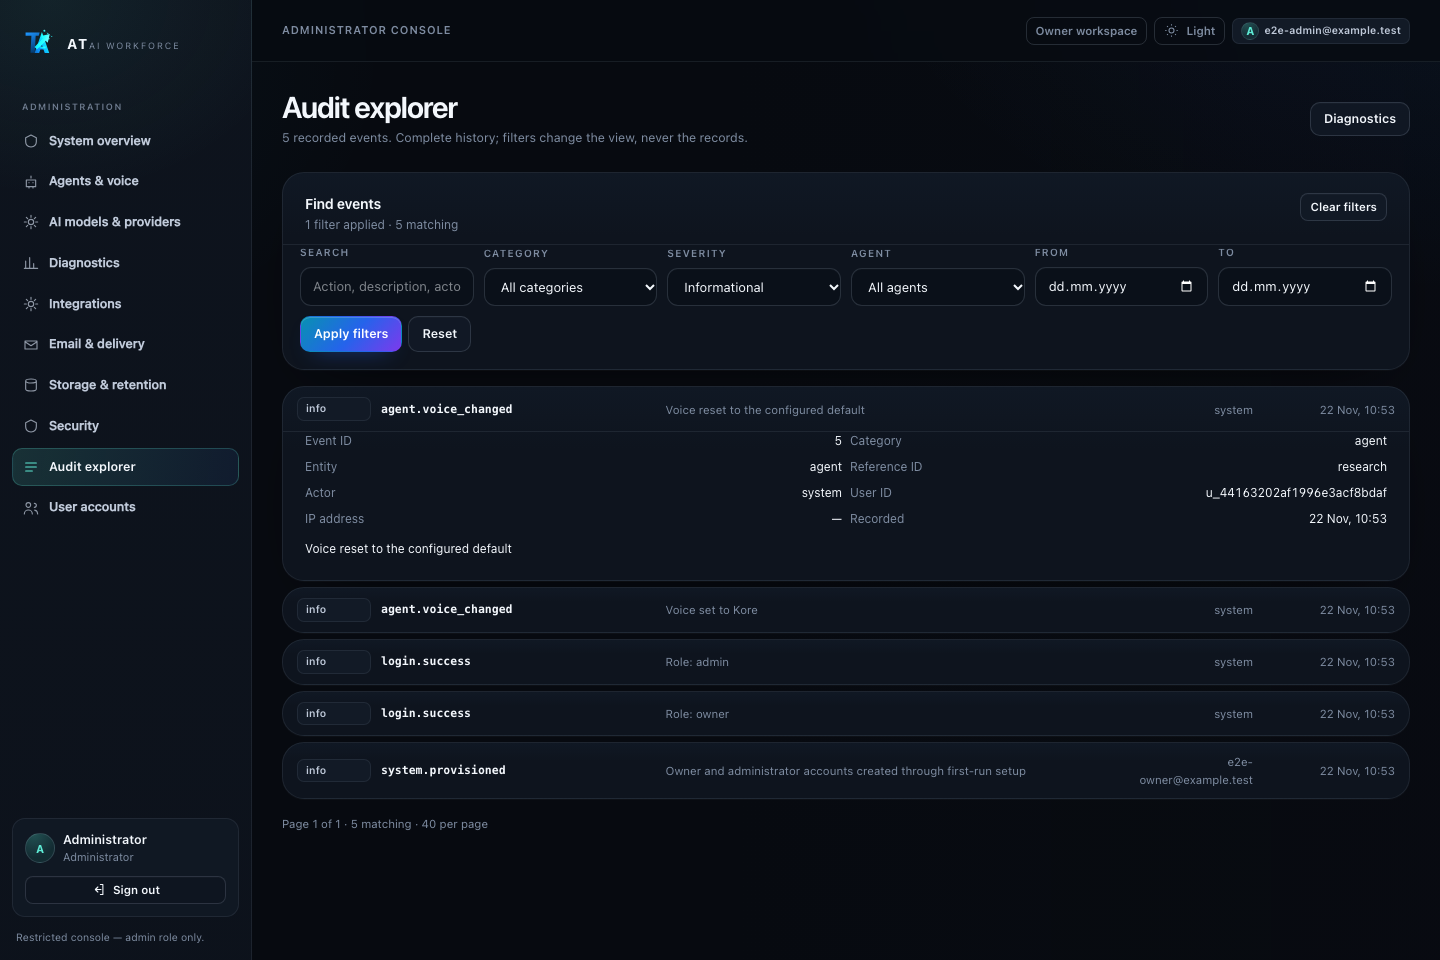 ATAI WORKFORCE
ADMINISTRATION
System overview
Agents & voice
AI models & providers
Diagnostics
Integrations
Email & delivery
Storage & retention
Security
Audit explorer
User accounts
A
Administrator
Administrator
Sign out
Restricted console — admin role only.
ADMINISTRATOR CONSOLE
Owner workspace
Light
A e2e-admin@example.test
Audit explorer
5 recorded events. Complete history; filters change the view, never the records.
Diagnostics
Find events
1 filter applied · 5 matching
Clear filters
SEARCH CATEGORY SEVERITY AGENT FROM TO
Action, description, acto All categories Informational All agents dd.mm.yyyy dd.mm.yyyy
Apply filters Reset
info agent.voice_changed Voice reset to the configured default system 22 Nov, 10:53
Event ID 5 Category agent
Entity agent Reference ID research
Actor system User ID u_44163202af1996e3acf8bdaf
IP address — Recorded 22 Nov, 10:53
Voice reset to the configured default
info agent.voice_changed Voice set to Kore system 22 Nov, 10:53
info login.success Role: admin system 22 Nov, 10:53
info login.success Role: owner system 22 Nov, 10:53
info system.provisioned Owner and administrator accounts created through first-run setup e2e-owner@example.test 22 Nov, 10:53
Page 1 of 1 · 5 matching · 40 per page